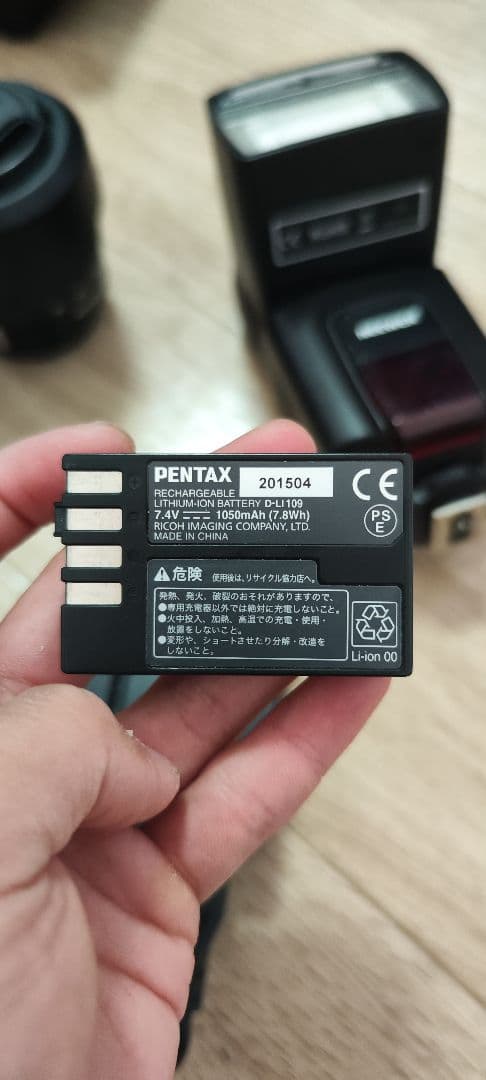 PENTAX 201504
RECHARGEABLE
LITHIUM-ION BATTERY D-LI109
7.4V 1050mAh (7.8Wh)
RICOH IMAGING COMPANY, LTD.
MADE IN CHINA
CE
PS
E
危険 使用後は、リサイクル協力店へ。
発熱、発火、破裂のおそれがありますので、
●専用充電器以外では絶対に充電しないこと。
●火中投入、加熱、高温での充電・使用・
放置をしないこと。
●変形や、ショートさせたり分解・改造を
しないこと。
Li-ion 00